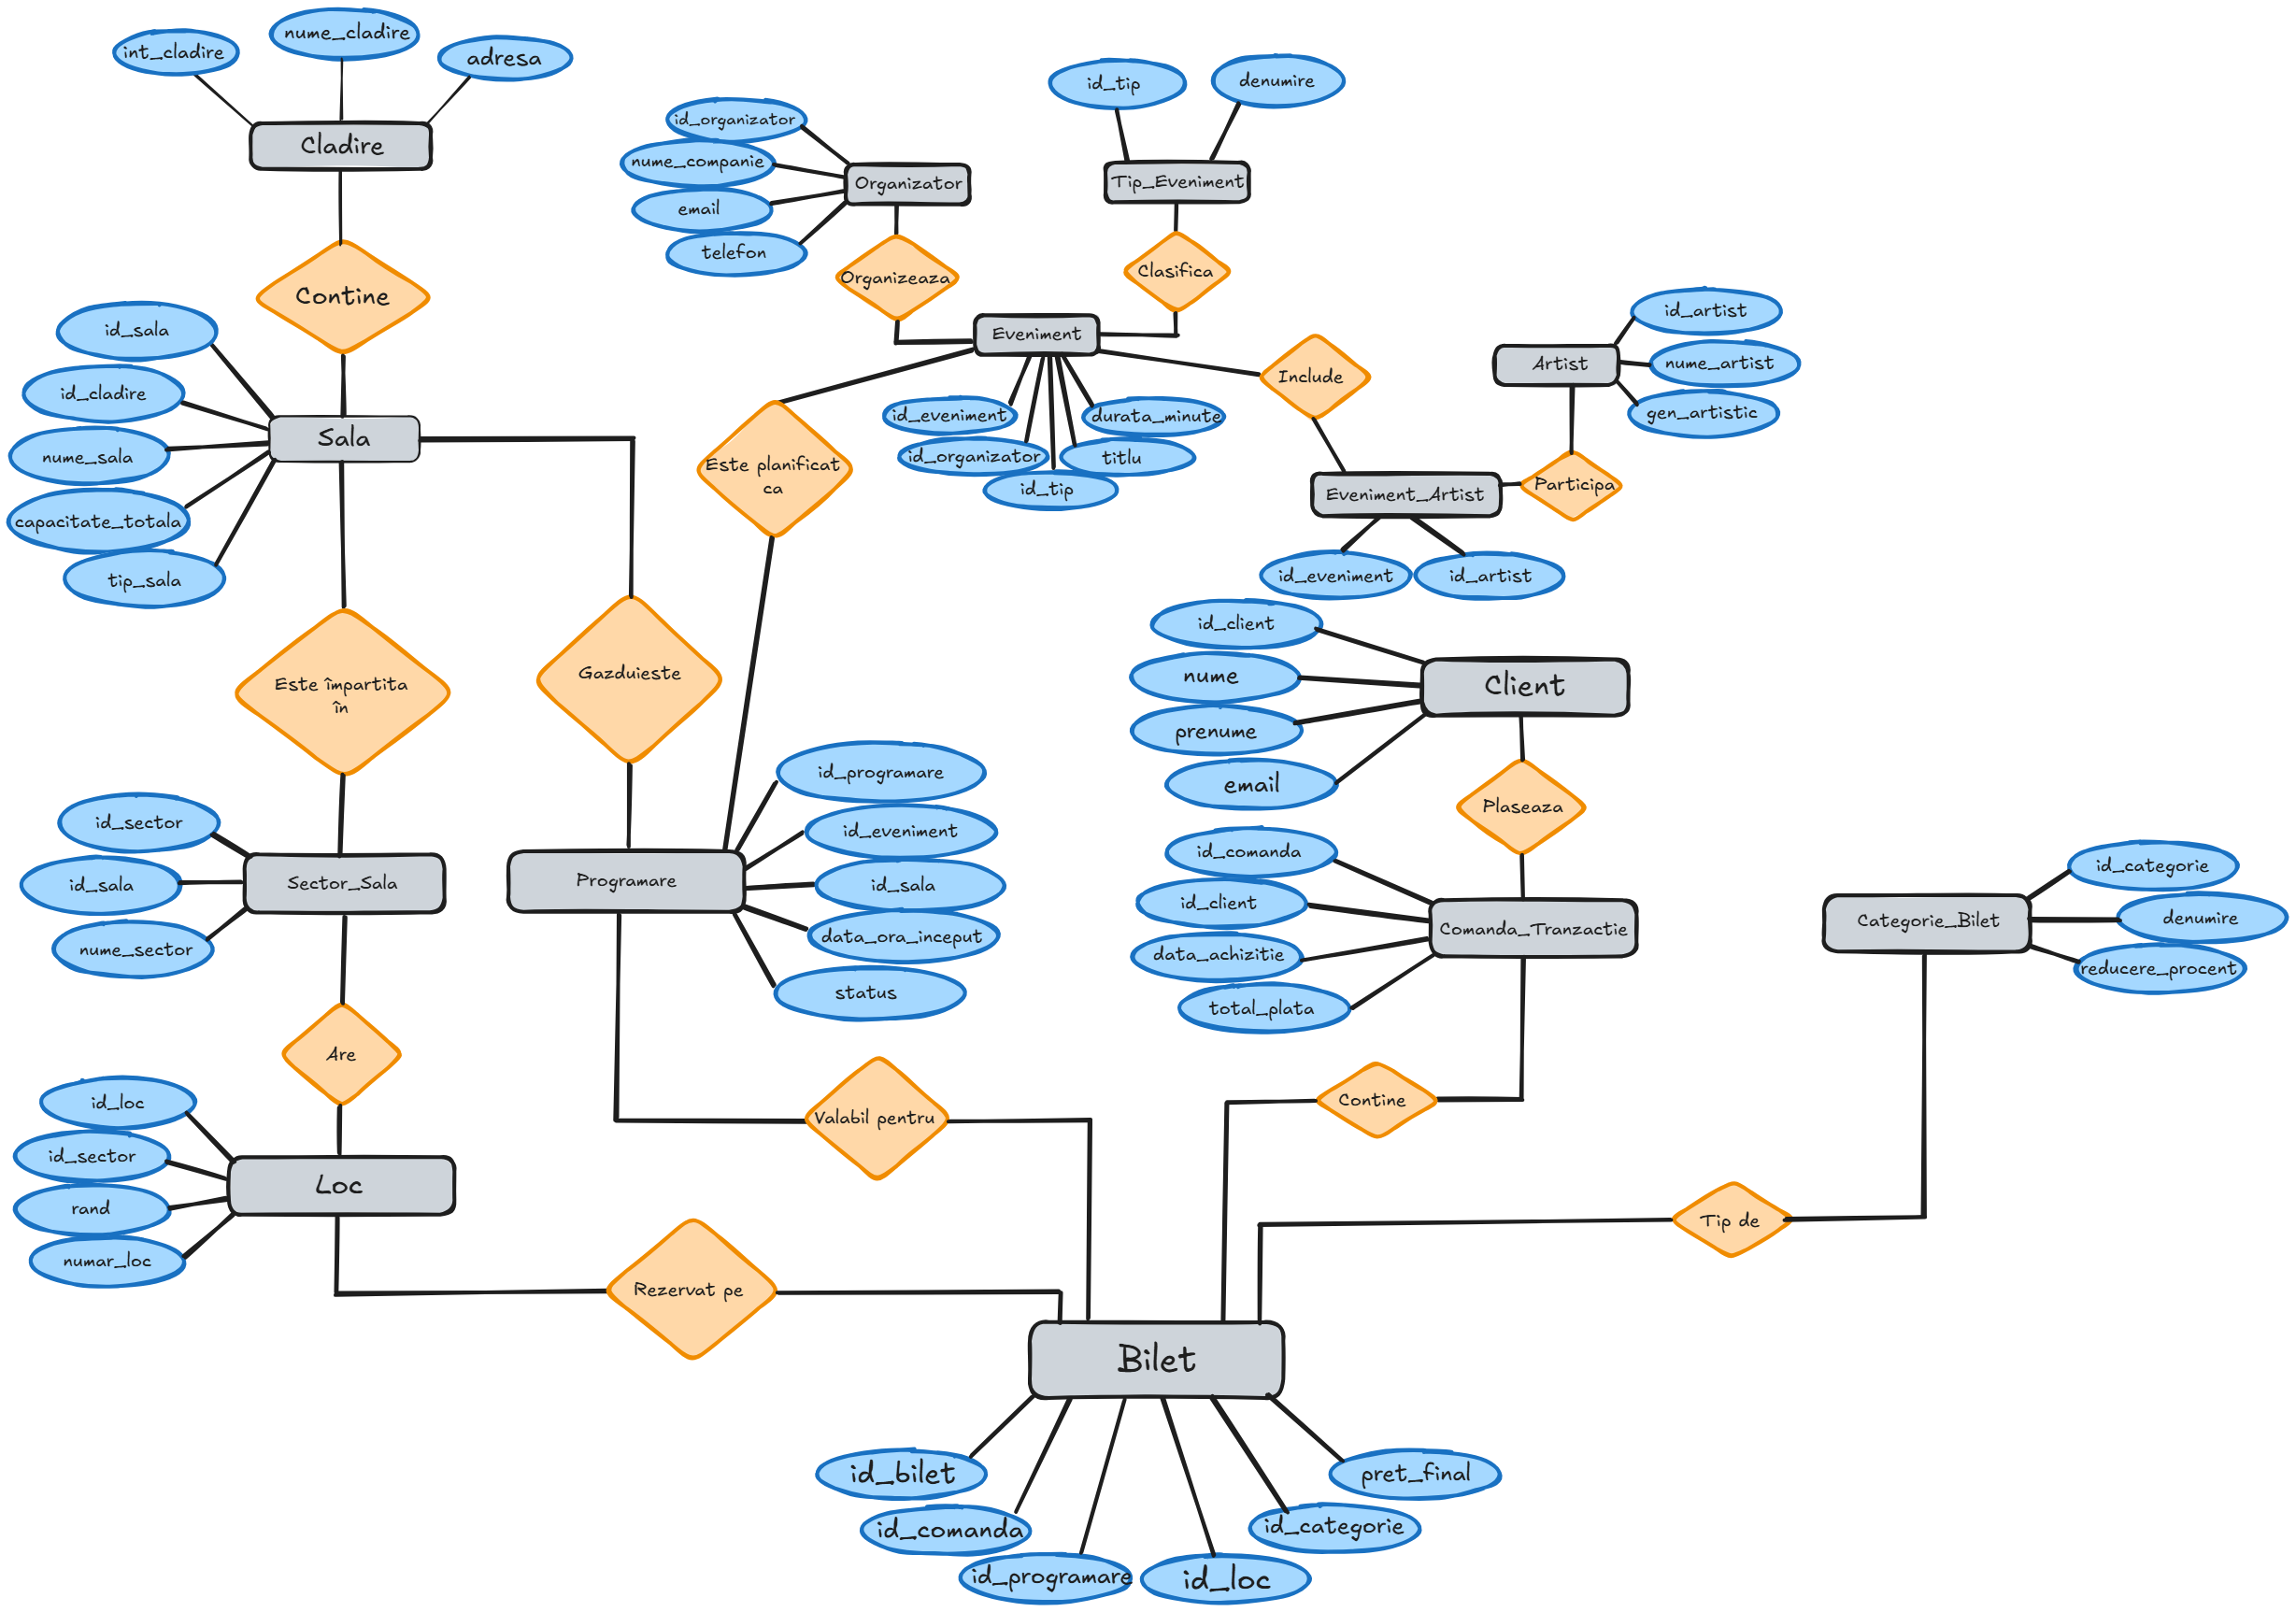 int_cladire
nume_cladire
adresa
Cladire
Contine
id_sala
id_cladire
nume_sala
capacitate_totala
tip_sala
Sala
Este împartita
în
id_sector
id_sala
nume_sector
Sector_Sala
Are
id_loc
id_sector
rand
numar_loc
Loc
Rezervat pe
id_organizator
nume_companie
email
telefon
Organizator
Organizeaza
id_tip
denumire
Tip_Eveniment
Clasifica
Eveniment
id_eveniment
durata_minute
id_organizator
titlu
id_tip
Este planificat
ca
Include
Artist
id_artist
nume_artist
gen_artistic
Participa
Eveniment_Artist
id_eveniment
id_artist
Gazduieste
Programare
id_programare
id_eveniment
id_sala
data_ora_inceput
status
Valabil pentru
id_client
nume
prenume
email
Client
Plaseaza
id_comanda
id_client
data_achizitie
total_plata
Comanda_Tranzactie
Contine
Categorie_Bilet
id_categorie
denumire
reducere_procent
Tip de
Bilet
id_bilet
id_comanda
id_programare
id_loc
id_categorie
pret_final